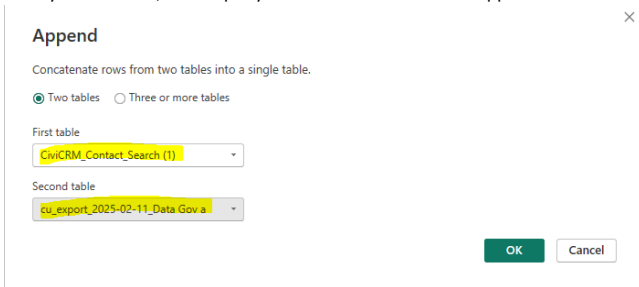 Append
Concatenate rows from two tables into a single table.
Two tables Three or more tables
First table
CiviCRM_Contact_Search (1)
Second table
cu_export_2025-02-11_Data Gov a
OK Cancel